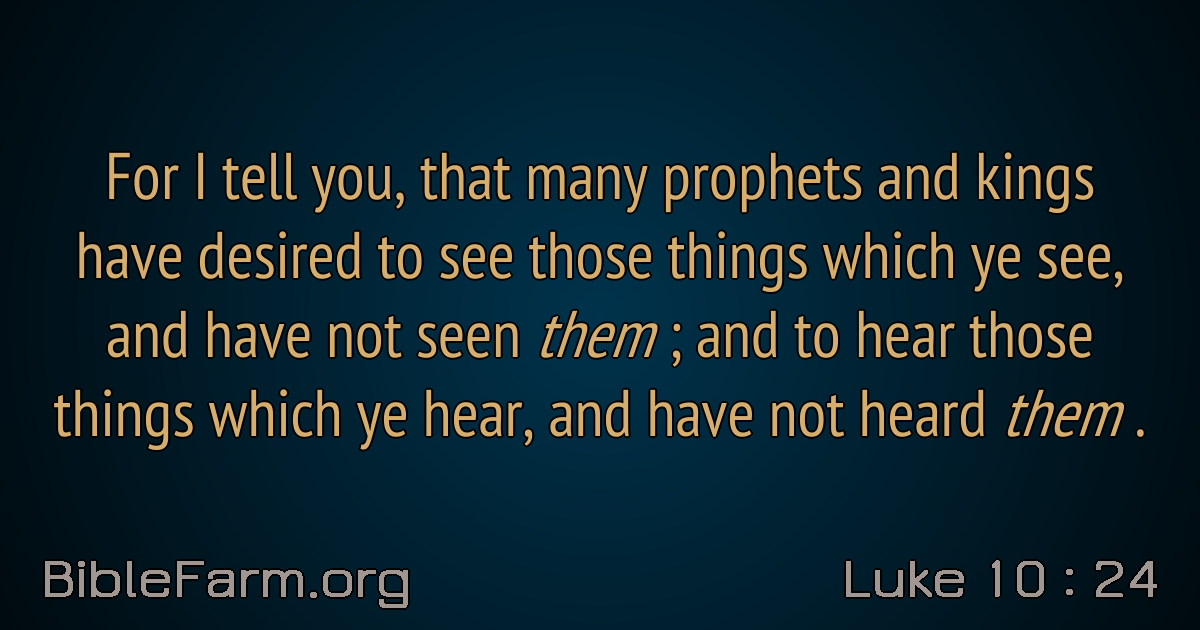 For I tell you, that many prophets and kings
have desired to see those things which ye see,
and have not seen them ; and to hear those
things which ye hear, and have not heard them .
BibleFarm.org
Luke 10 : 24